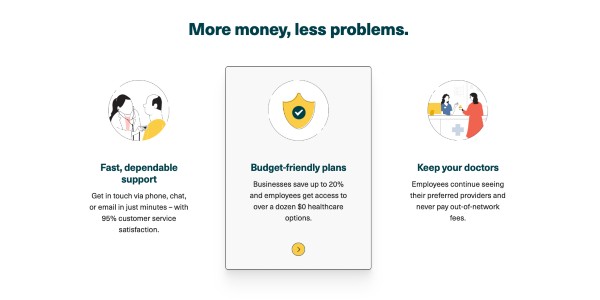 More money, less problems.
Fast, dependable
support
Get in touch via phone, chat,
or email in just minutes – with
95% customer service
satisfaction.
Budget-friendly plans
Businesses save up to 20%
and employees get access to
over a dozen $0 healthcare
options.
Keep your doctors
Employees continue seeing
their preferred providers and
never pay out-of-network
fees.